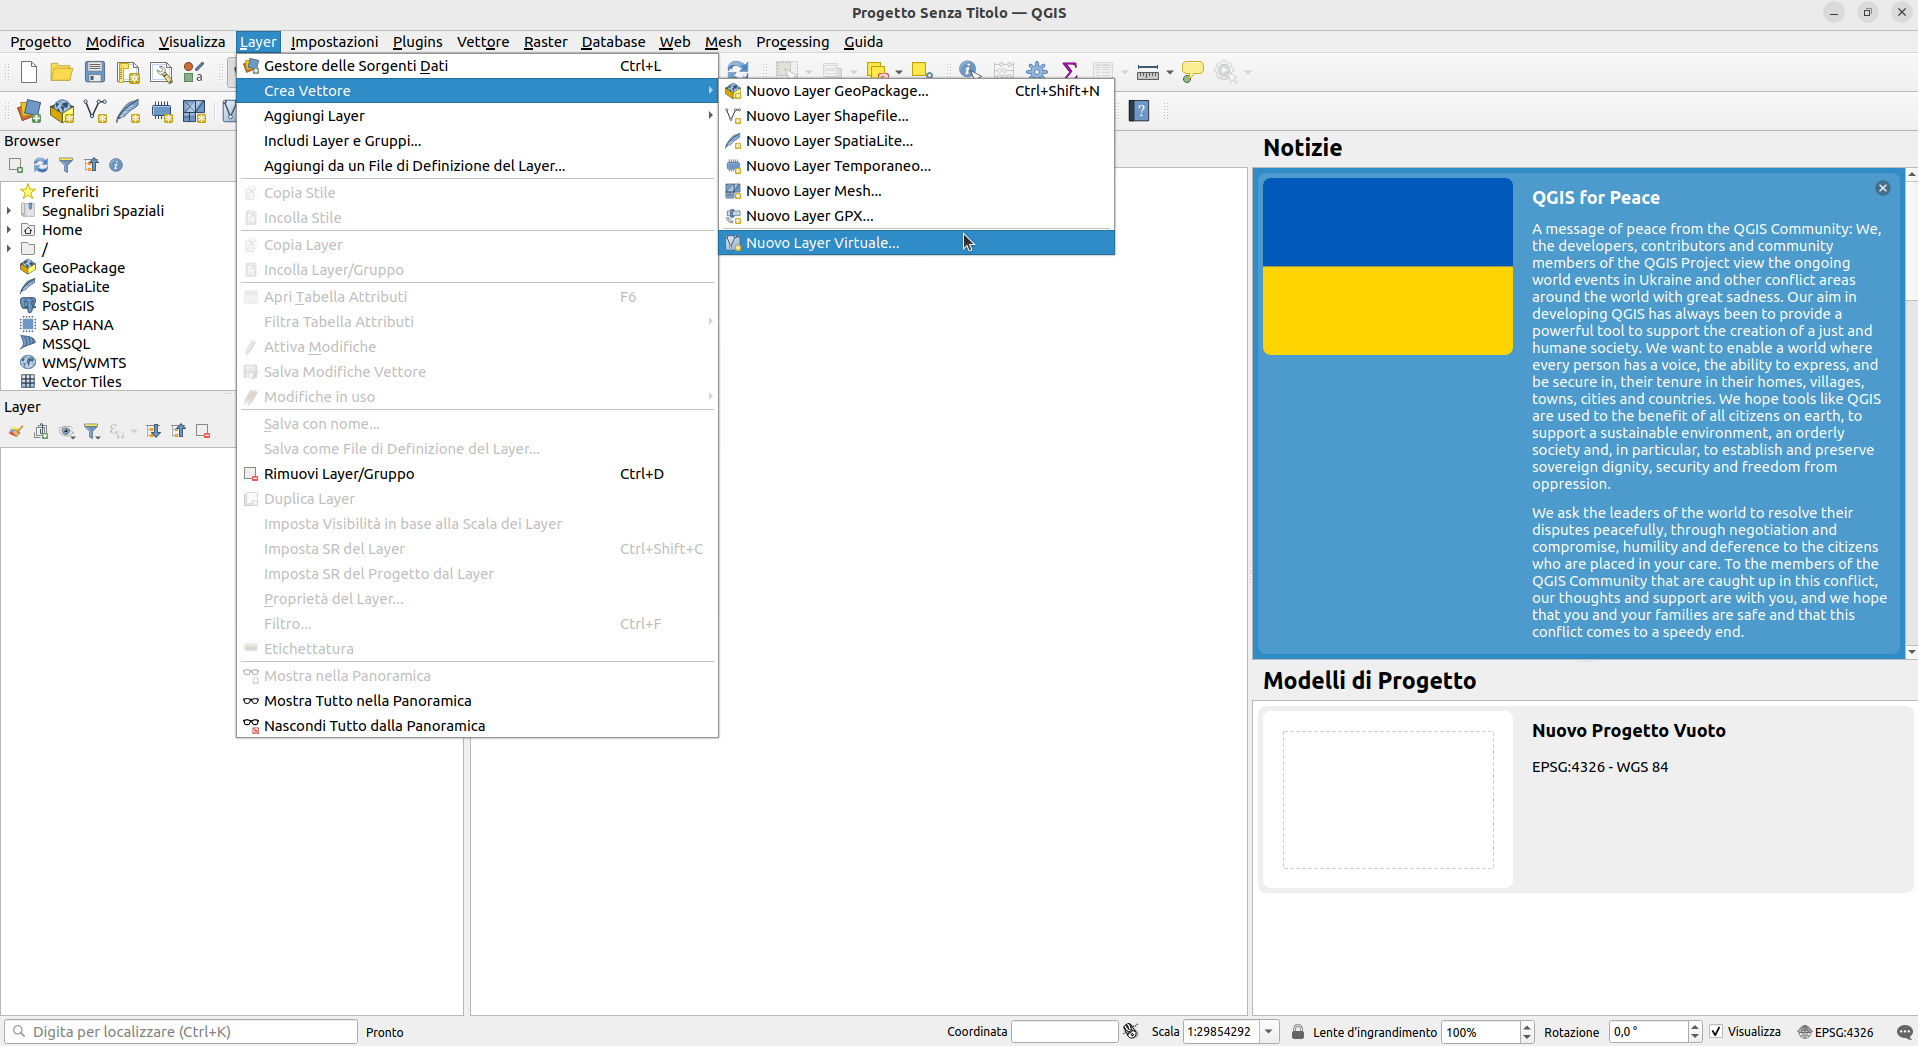 Progetto Senza Titolo — QGIS
Progetto Modifica Visualizza Layer Impostazioni Plugins Vettore Raster Database Web Mesh Processing Guida
Gestore delle Sorgenti Dati Ctrl+L
Crea Vettore
Aggiungi Layer
Includi Layer e Gruppi...
Aggiungi da un File di Definizione del Layer...
Copia Stile
Incolla Stile
Copia Layer
Incolla Layer/Gruppo
Apri Tabella Attributi F6
Filtra Tabella Attributi
Attiva Modifiche
Salva Modifiche Vettore
Modifiche in uso
Salva con nome...
Salva come File di Definizione del Layer...
Rimuovi Layer/Gruppo Ctrl+D
Duplica Layer
Imposta Visibilità in base alla Scala dei Layer
Imposta SR del Layer Ctrl+Shift+C
Imposta SR del Progetto dal Layer
Proprietà del Layer...
Filtro... Ctrl+F
Etichettatura
Mostra nella Panoramica
Mostra Tutto nella Panoramica
Nascondi Tutto dalla Panoramica
Nuovo Layer GeoPackage... Ctrl+Shift+N
Nuovo Layer Shapefile...
Nuovo Layer SpatiaLite...
Nuovo Layer Temporaneo...
Nuovo Layer Mesh...
Nuovo Layer GPX...
Nuovo Layer Virtuale...
Browser
Preferiti
Segnalibri Spaziali
Home
/
GeoPackage
SpatiaLite
PostGIS
SAP HANA
MSSQL
WMS/WMTS
Vector Tiles
Layer
Notizie
QGIS for Peace
A message of peace from the QGIS Community: We,
the developers, contributors and community
members of the QGIS Project view the ongoing
world events in Ukraine and other conflict areas
around the world with great sadness. Our aim in
developing QGIS has always been to provide a
powerful tool to support the creation of a just and
humane society. We want to enable a world where
every person has a voice, the ability to express, and
be secure in, their tenure in their homes, villages,
towns, cities and countries. We hope tools like QGIS
are used to the benefit of all citizens on earth, to
support a sustainable environment, an orderly
society and, in particular, to establish and preserve
sovereign dignity, security and freedom from
oppression.
We ask the leaders of the world to resolve their
disputes peacefully, through negotiation and
compromise, humility and deference to the citizens
who are placed in your care. To the members of the
QGIS Community that are caught up in this conflict,
our thoughts and support are with you, and we hope
that you and your families are safe and that this
conflict comes to a speedy end.
Modelli di Progetto
Nuovo Progetto Vuoto
EPSG:4326 - WGS 84
Digita per localizzare (Ctrl+K) Pronto Coordinata Scala 1:29854292 Lente d'ingrandimento 100% Rotazione 0,0 ° Visualizza EPSG:4326